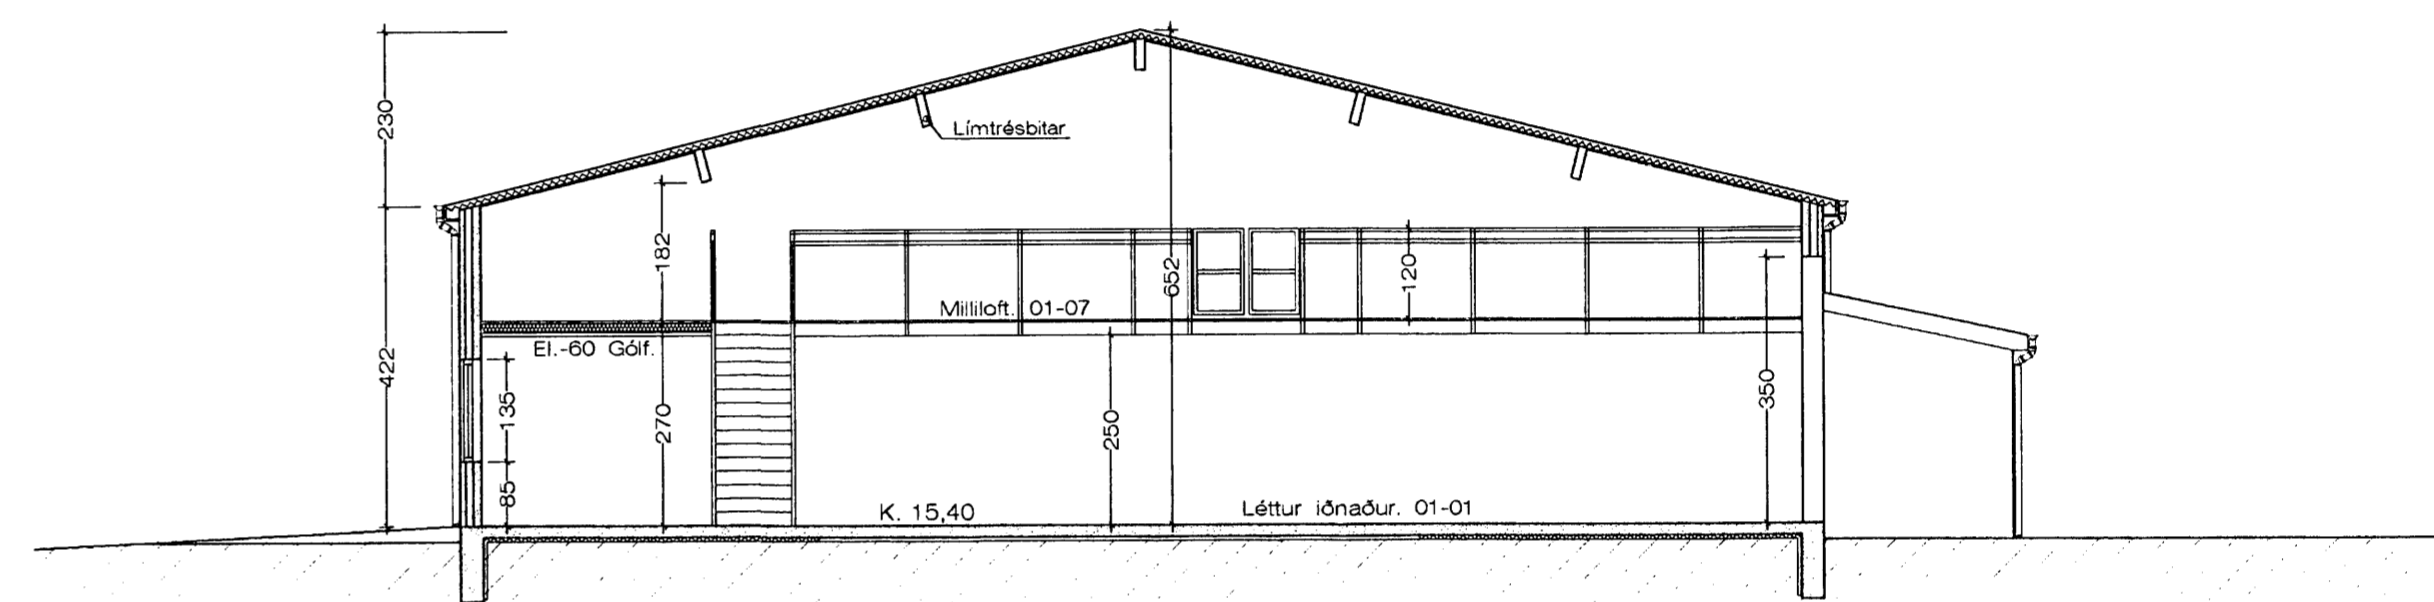 230
Límtrésbitar
182
652
120
Milliloft. 01-07
El.-60 Gólf.
422
135
270
250
350
85
K. 15,40
Léttur iðnaður. 01-01